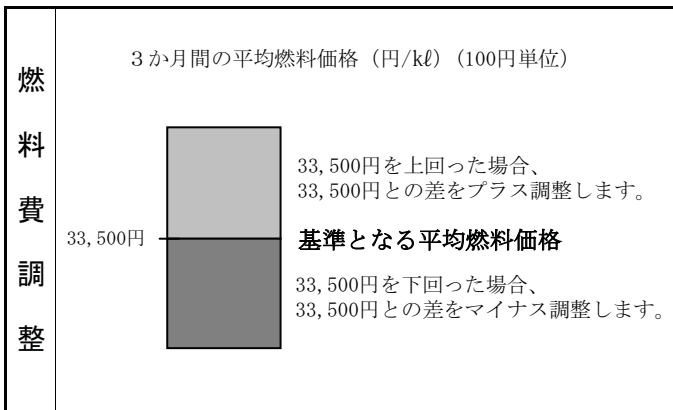 燃料費調整
３か月間の平均燃料価格（円/kℓ）（100円単位）
33,500円を上回った場合、
33,500円との差をプラス調整します。
33,500円
基準となる平均燃料価格
33,500円を下回った場合、
33,500円との差をマイナス調整します。